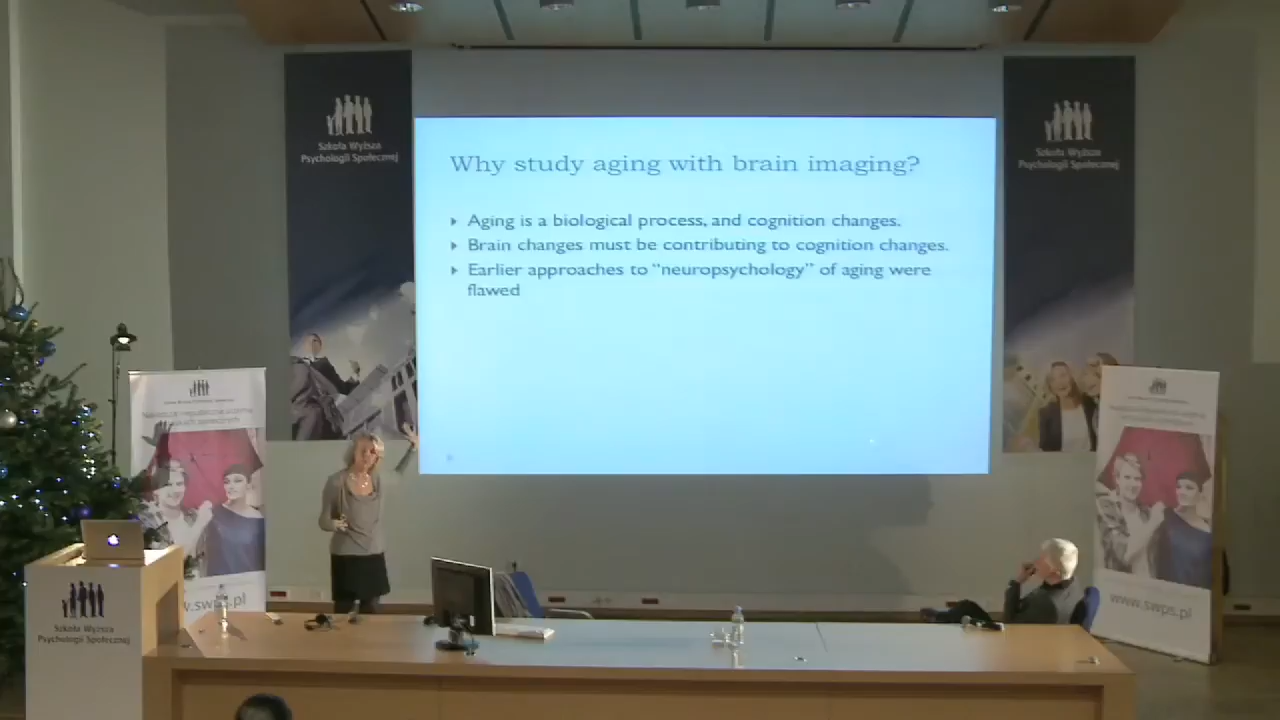 Szkoła Wyższa
Psychologii Społecznej
Szkoła Wyższa
Psychologii Społecznej
Why study aging with brain imaging?
Aging is a biological process, and cognition changes.
Brain changes must be contributing to cognition changes.
Earlier approaches to "neuropsychology" of aging were
flawed
www.swps.pl
Szkoła Wyższa
Psychologii Społecznej